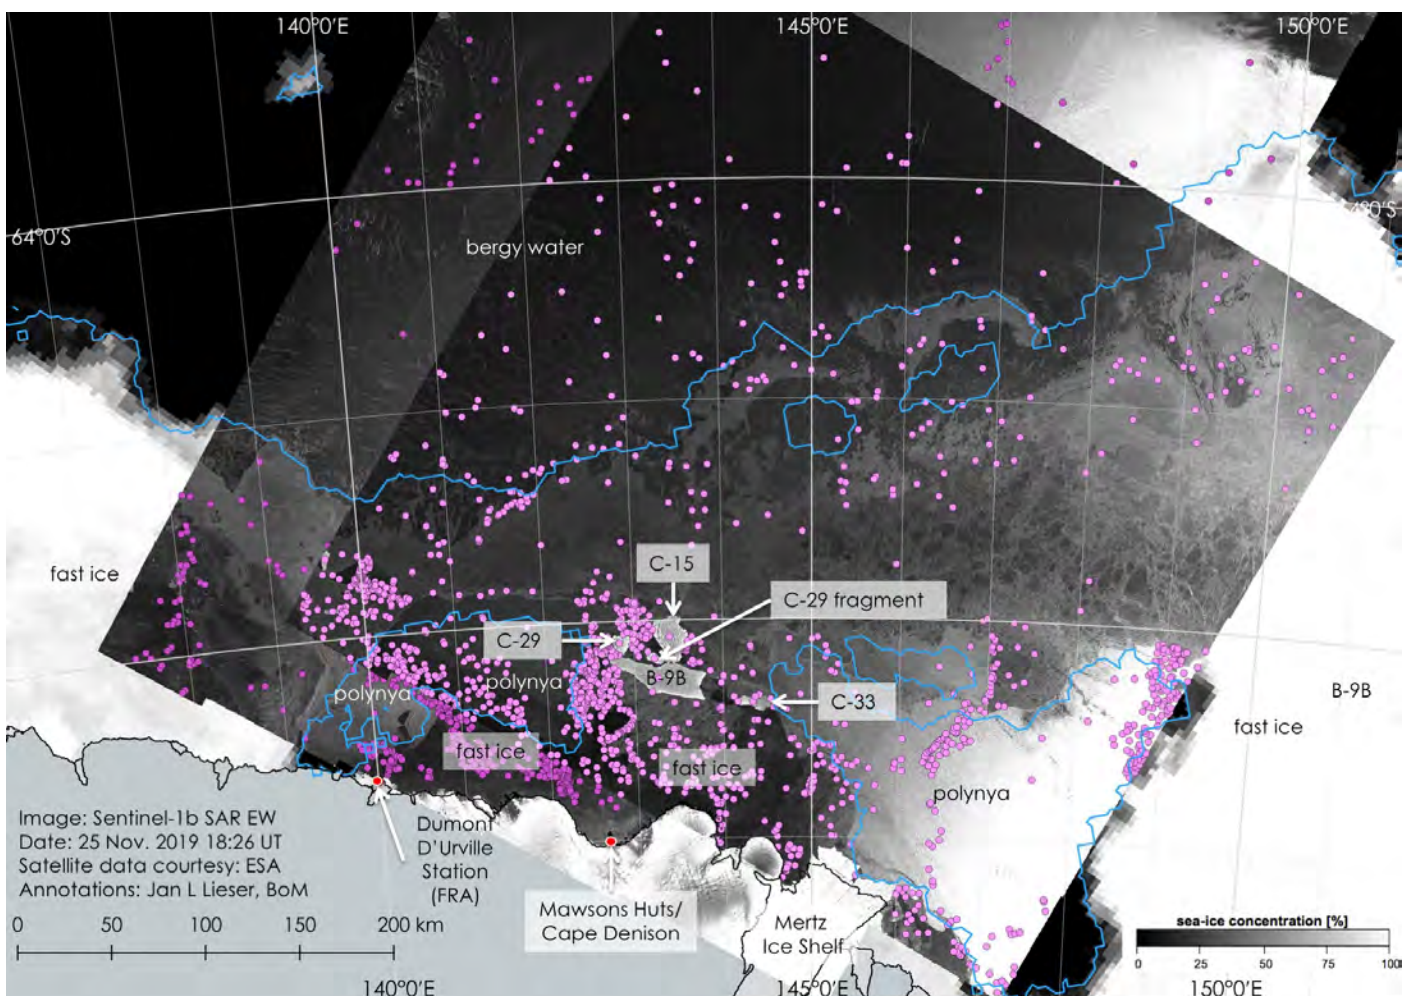 140°0'E
145°0'E
150°0'E
64°0'S
bergy water
fast ice
C-15
C-29 fragment
C-29
B-9B
polynya
polynya
C-33
B-9B
fast ice
fast ice
fast ice
polynya
Image: Sentinel-1b SAR EW
Date: 25 Nov. 2019 18:26 UT
Satellite data courtesy: ESA
Annotations: Jan L Lieser, BoM
0 50 100 150 200 km
Dumont
D'Urville
Station
(FRA)
Mawsons Huts/
Cape Denison
Mertz
Ice Shelf
sea-ice concentration [%]
0 25 50 75 100
140°0'E
145°0'E
150°0'E